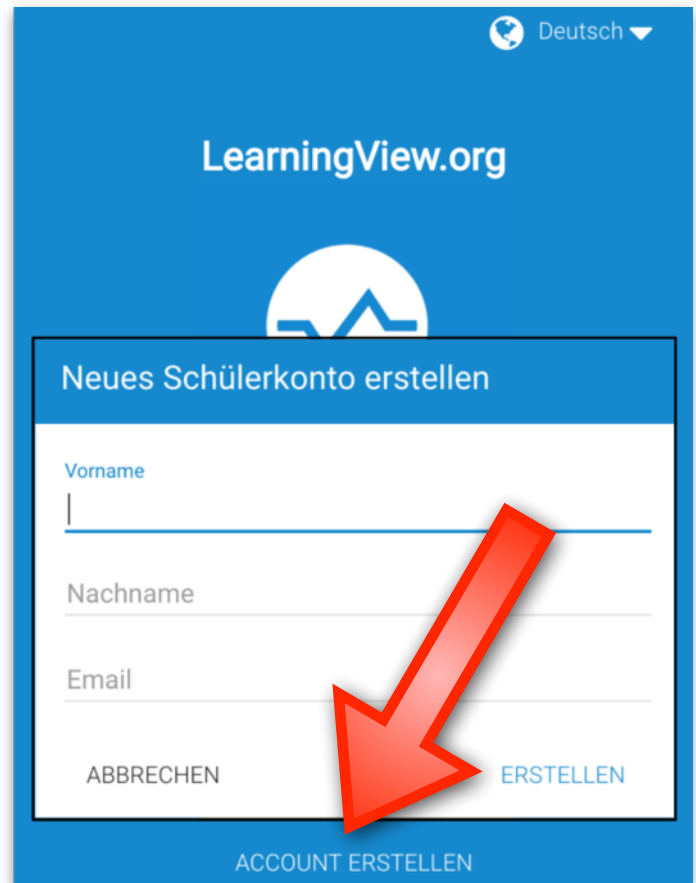 Deutsch
LearningView.org
Neues Schülerkonto erstellen
Vorname
Nachname
Email
ABBRECHEN ERSTELLEN
ACCOUNT ERSTELLEN